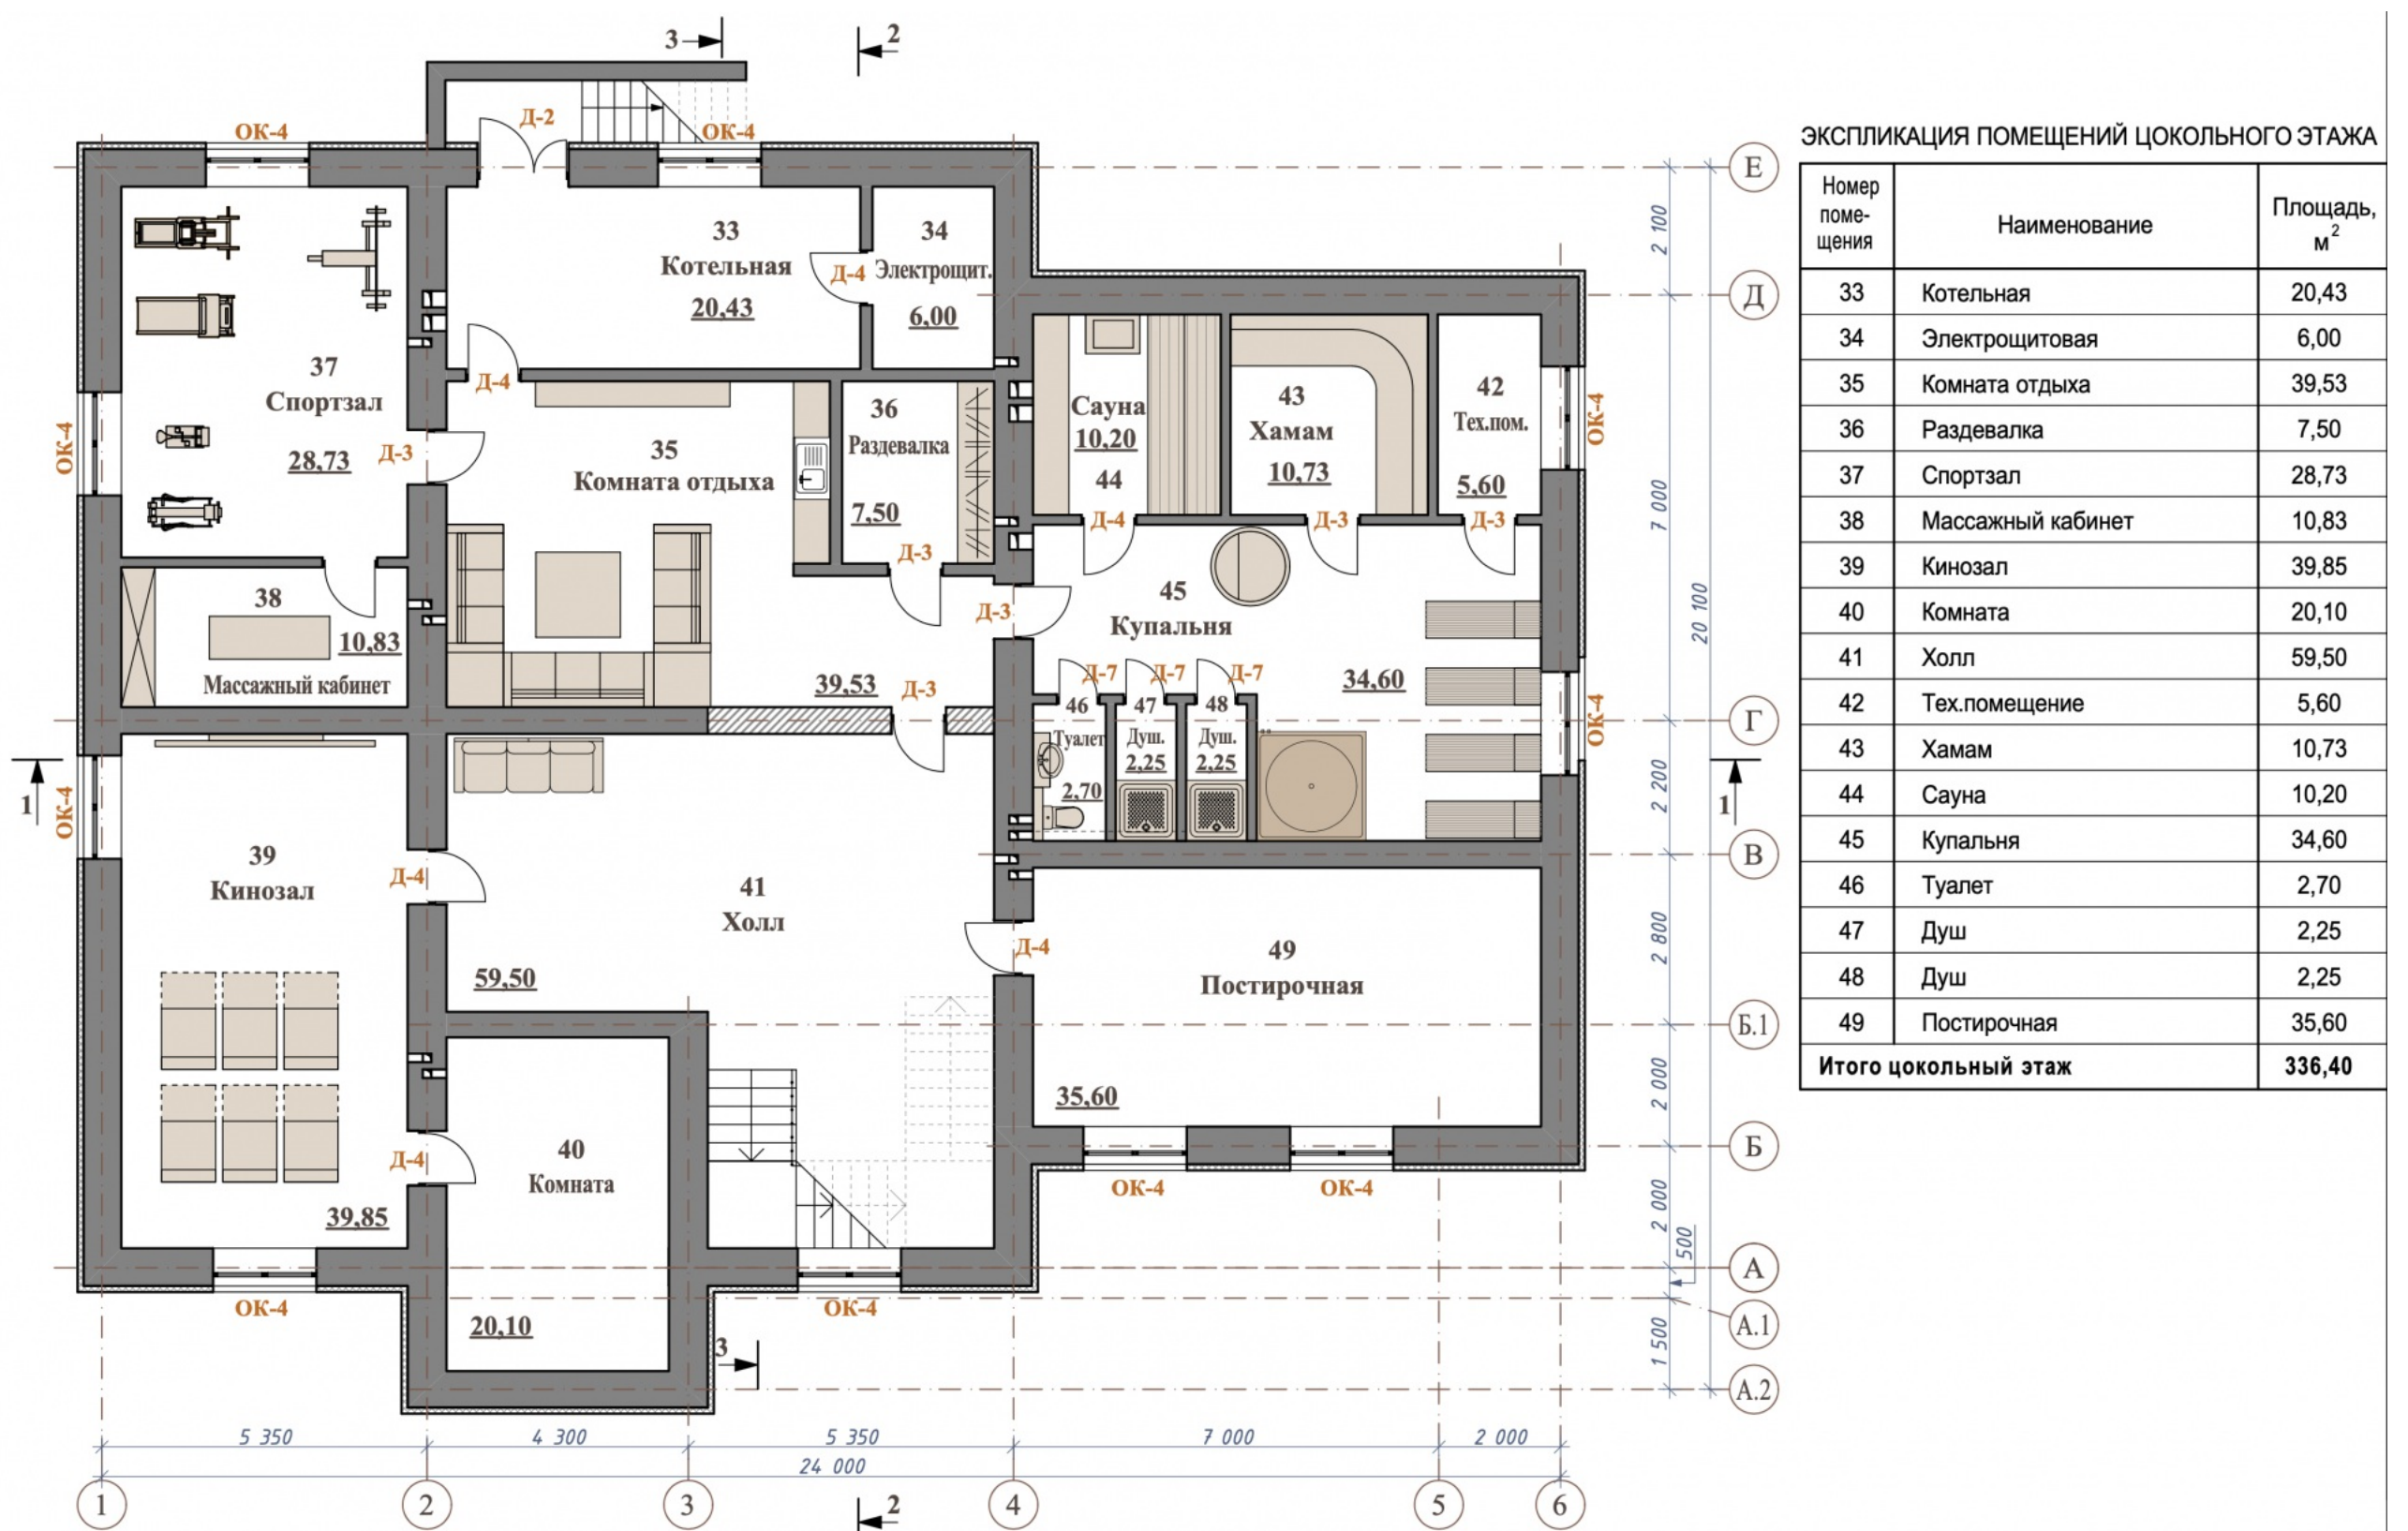 3
2
ОК-4
Д-2
ОК-4
33
Котельная
20,43
Д-4
34
Электрощит.
6,00
37
Спортзал
28,73
Д-3
ОК-4
Д-4
35
Комната отдыха
39,53
36
Раздевалка
7,50
Д-3
Д-3
Сауна
10,20
44
Д-4
43
Хамам
10,73
Д-3
42
Тех.пом.
5,60
Д-3
ОК-4
38
10,83
Массажный кабинет
Д-3
45
Купальня
34,60
Д-7
Д-7
Д-7
46
Туалет
2,70
47
Душ.
2,25
48
Душ.
2,25
ОК-4
1
ОК-4
1
39
Кинозал
39,85
Д-4
Д-4
41
Холл
59,50
Д-4
49
Постирочная
35,60
40
Комната
20,10
ОК-4
ОК-4
ОК-4
ОК-4
3
2
5 350
4 300
5 350
7 000
2 000
24 000
1
2
3
4
5
6
2 100
7 000
20 100
2 200
2 800
2 000
2 000
500
1 500
Е
Д
Г
В
Б.1
Б
А
А.1
А.2
ЭКСПЛИКАЦИЯ ПОМЕЩЕНИЙ ЦОКОЛЬНОГО ЭТАЖА
Номер поме-щения Наименование Площадь, м2
33 Котельная 20,43
34 Электрощитовая 6,00
35 Комната отдыха 39,53
36 Раздевалка 7,50
37 Спортзал 28,73
38 Массажный кабинет 10,83
39 Кинозал 39,85
40 Комната 20,10
41 Холл 59,50
42 Тех.помещение 5,60
43 Хамам 10,73
44 Сауна 10,20
45 Купальня 34,60
46 Туалет 2,70
47 Душ 2,25
48 Душ 2,25
49 Постирочная 35,60
Итого цокольный этаж 336,40